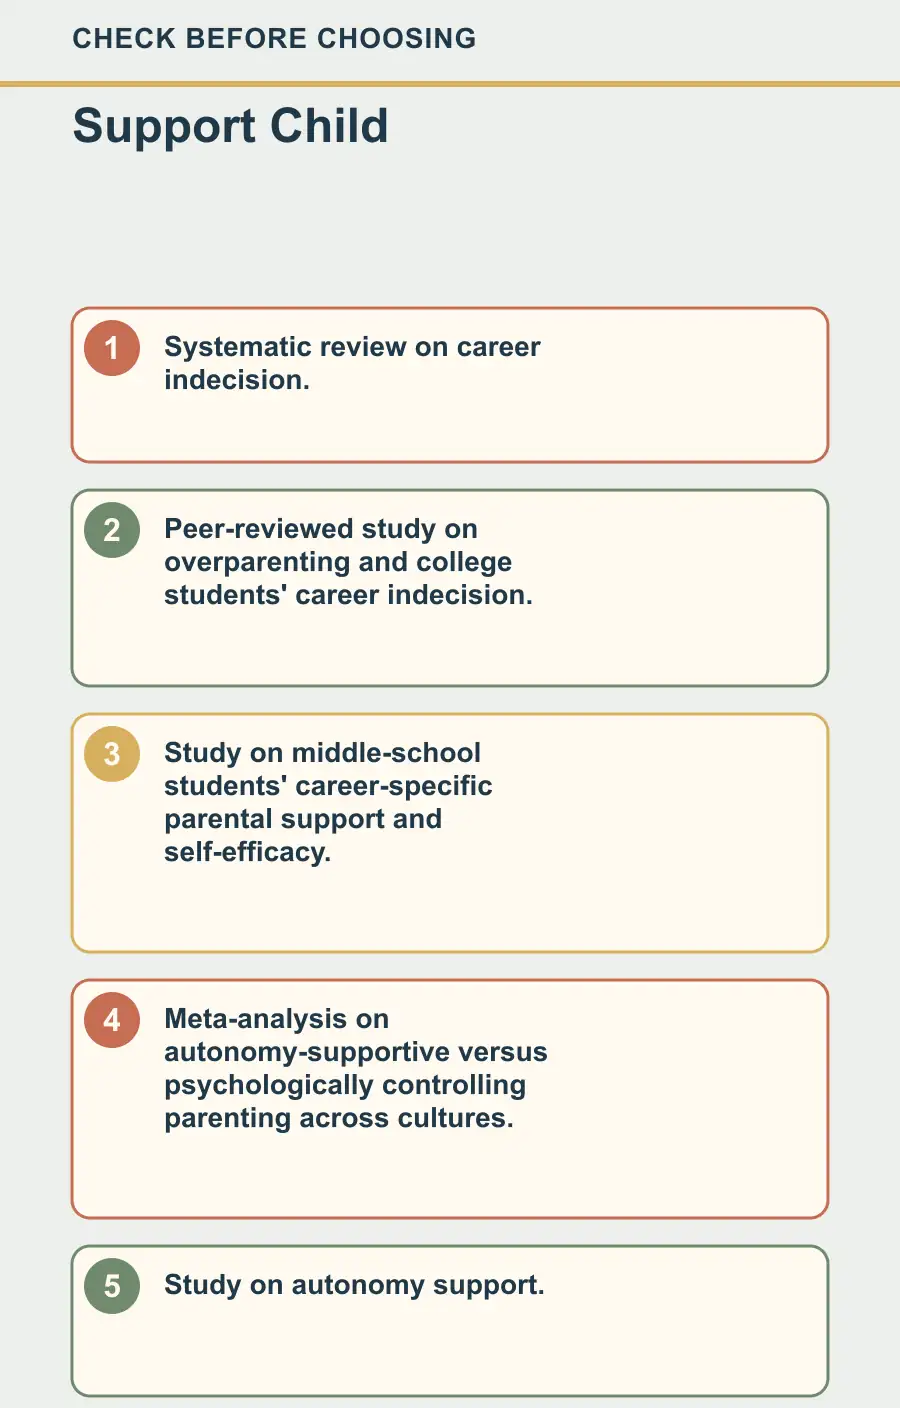 CHECK BEFORE CHOOSING
Support Child
1
Systematic review on career
indecision.
2
Peer-reviewed study on
overparenting and college
students' career indecision.
3
Study on middle-school
students' career-specific
parental support and
self-efficacy.
4
Meta-analysis on
autonomy-supportive versus
psychologically controlling
parenting across cultures.
5
Study on autonomy support.